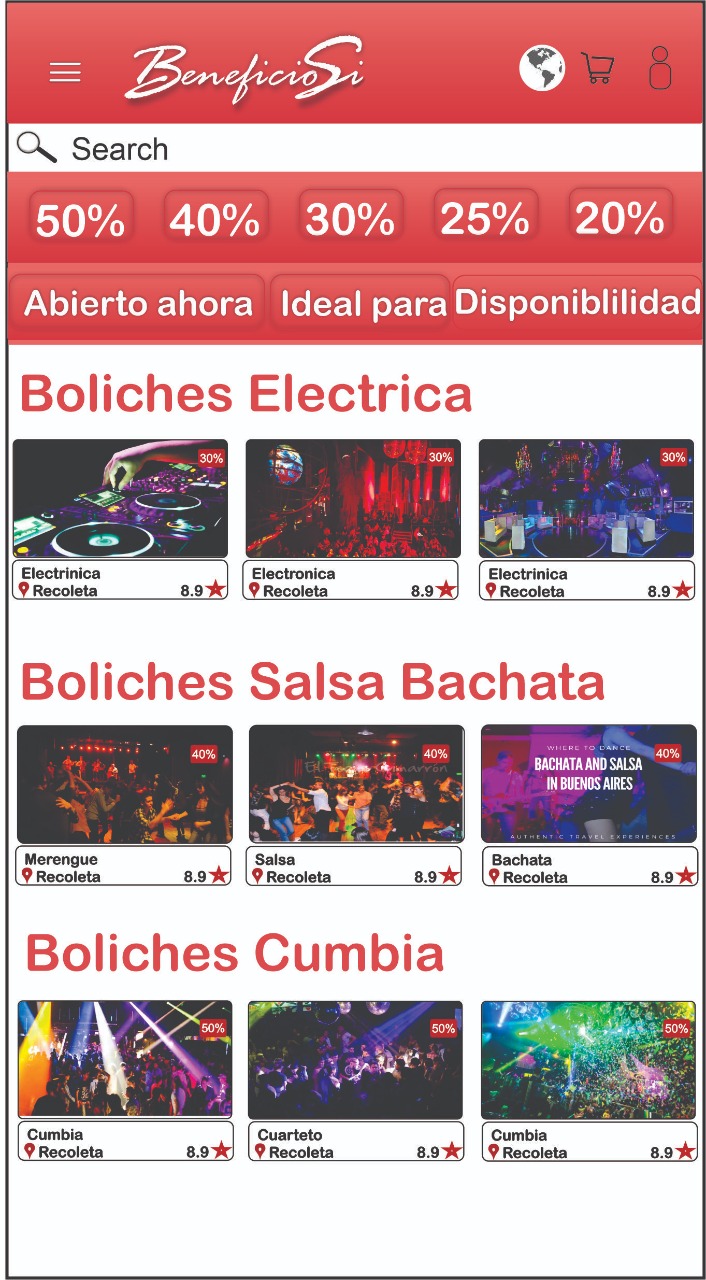 BeneficioSi
Search
50% 40% 30% 25% 20%
Abierto ahora Ideal para Disponiblilidad
Boliches Electrica
30% 30% 30%
Electrinica Electronica Electrinica
Recoleta 8.9 Recoleta 8.9 Recoleta 8.9
Boliches Salsa Bachata
40% 40% 40%
WHERE TO DANCE
BACHATA AND SALSA
IN BUENOS AIRES
AUTHENTIC TRAVEL EXPERIENCES
Merengue Salsa Bachata
Recoleta 8.9 Recoleta 8.9 Recoleta 8.9
Boliches Cumbia
50% 50% 50%
Cumbia Cuarteto Cumbia
Recoleta 8.9 Recoleta 8.9 Recoleta 8.9